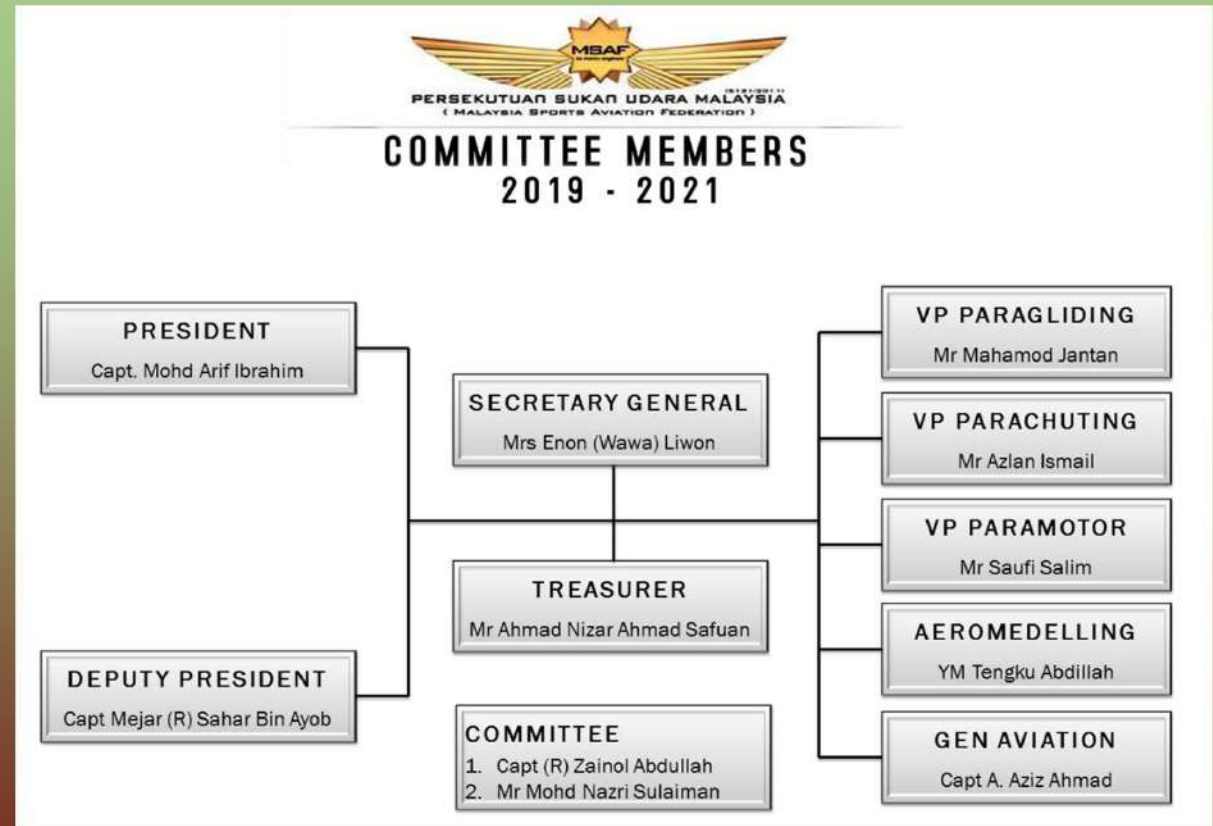 MSAF
PERSEKUTUAN SUKAN UDARA MALAYSIA
( MALAYSIA SPORTS AVIATION FEDERATION )
COMMITTEE MEMBERS
2019 - 2021
PRESIDENT
Capt. Mohd Arif Ibrahim
DEPUTY PRESIDENT
Capt Mejar (R) Sahar Bin Ayob
SECRETARY GENERAL
Mrs Enon (Wawa) Liwon
TREASURER
Mr Ahmad Nizar Ahmad Safuan
COMMITTEE
1. Capt (R) Zainol Abdullah
2. Mr Mohd Nazri Sulaiman
VP PARAGLIDING
Mr Mahamod Jantan
VP PARACHUTING
Mr Azlan Ismail
VP PARAMOTOR
Mr Saufi Salim
AEROMEDELLING
YM Tengku Abdillah
GEN AVIATION
Capt A. Aziz Ahmad